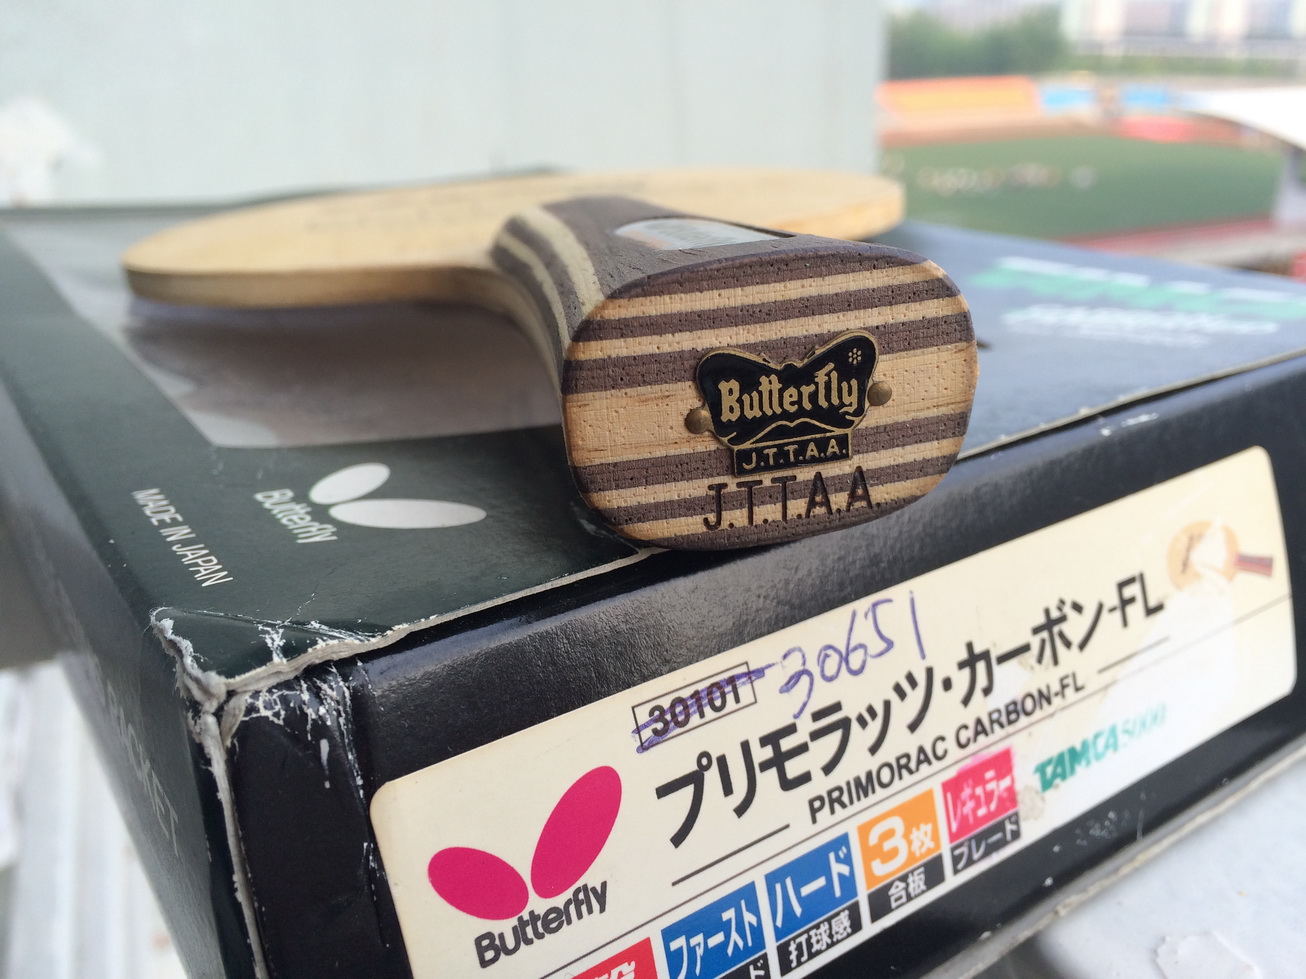 Butterfly
J.T.T.A.A.
J.T.T.A.A.
Butterfly
MADE IN JAPAN
30101
30651
プリモラッツ・カーボン-FL
PRIMORAC CARBON-FL
TAMCA5000
Butterfly
ファースト
ハード
打球感
3枚
合板
レギュラー
ブレード